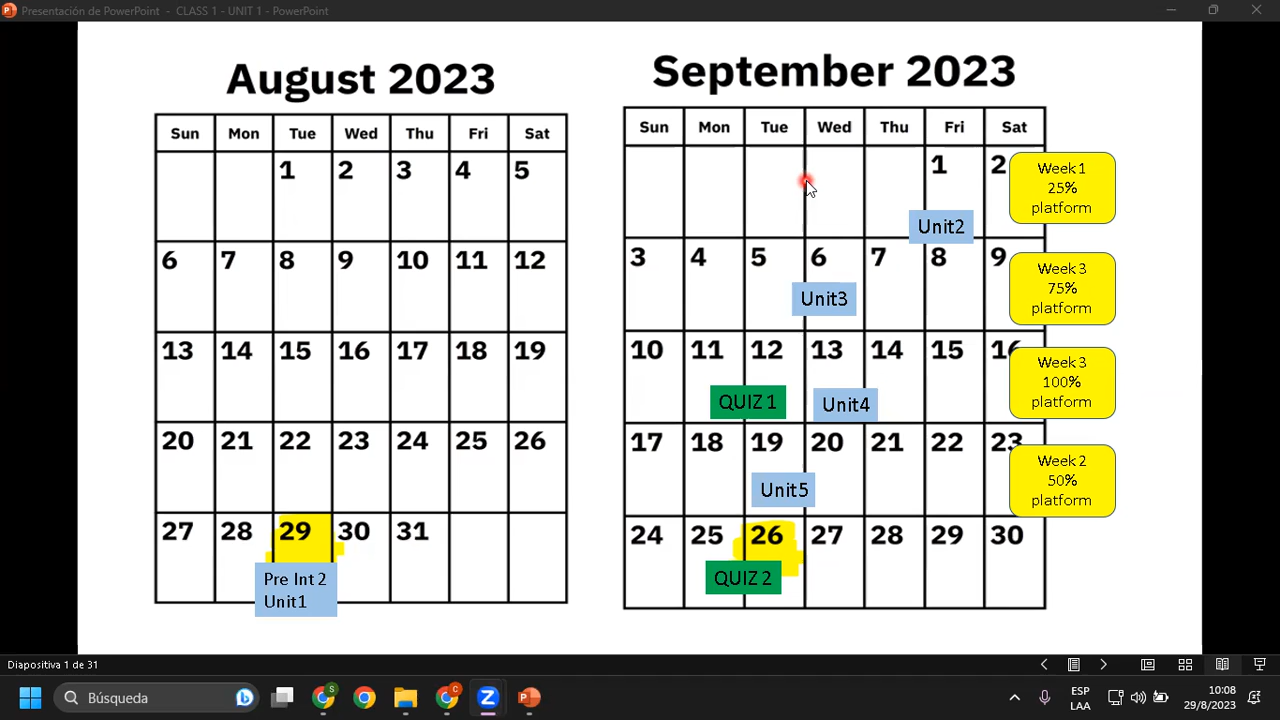 Presentación de PowerPoint - CLASS 1 - UNIT 1 - PowerPoint
August 2023
Sun Mon Tue Wed Thu Fri Sat
1 2 3 4 5
6 7 8 9 10 11 12
13 14 15 16 17 18 19
20 21 22 23 24 25 26
27 28 29 30 31
Pre Int 2
Unit1
September 2023
Sun Mon Tue Wed Thu Fri Sat
1 2
Week 1
25%
platform
Unit2
3 4 5 6 7 8 9
Week 3
75%
platform
Unit3
10 11 12 13 14 15 16
Week 3
100%
platform
QUIZ 1 Unit4
17 18 19 20 21 22 23
Week 2
50%
platform
Unit5
24 25 26 27 28 29 30
QUIZ 2
Diapositiva 1 de 31
Búsqueda
ESP
LAA
10:08
29/8/2023